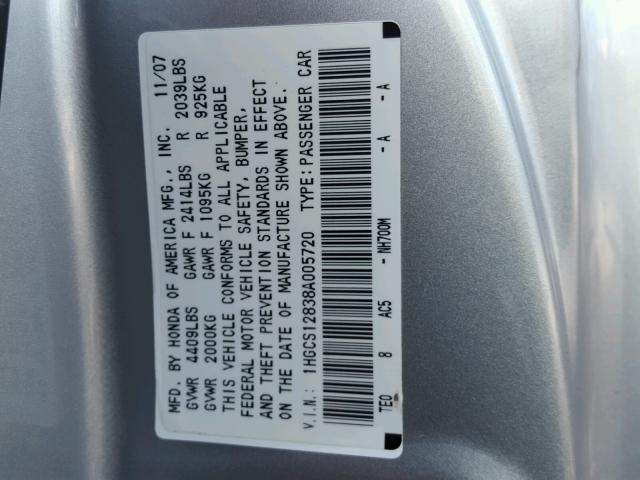 MFD. BY HONDA OF AMERICA MFG., INC. 11/07
GVWR 4409LBS GAWR F 2414LBS R 2039LBS
GVWR 2000KG GAWR F 1095KG R 925KG
THIS VEHICLE CONFORMS TO ALL APPLICABLE
FEDERAL MOTOR VEHICLE SAFETY, BUMPER,
AND THEFT PREVENTION STANDARDS IN EFFECT
ON THE DATE OF MANUFACTURE SHOWN ABOVE.
V.I.N.: 1HGCS12838A005720 TYPE: PASSENGER CAR
TE0 8 AC5 - NH700M - A - A